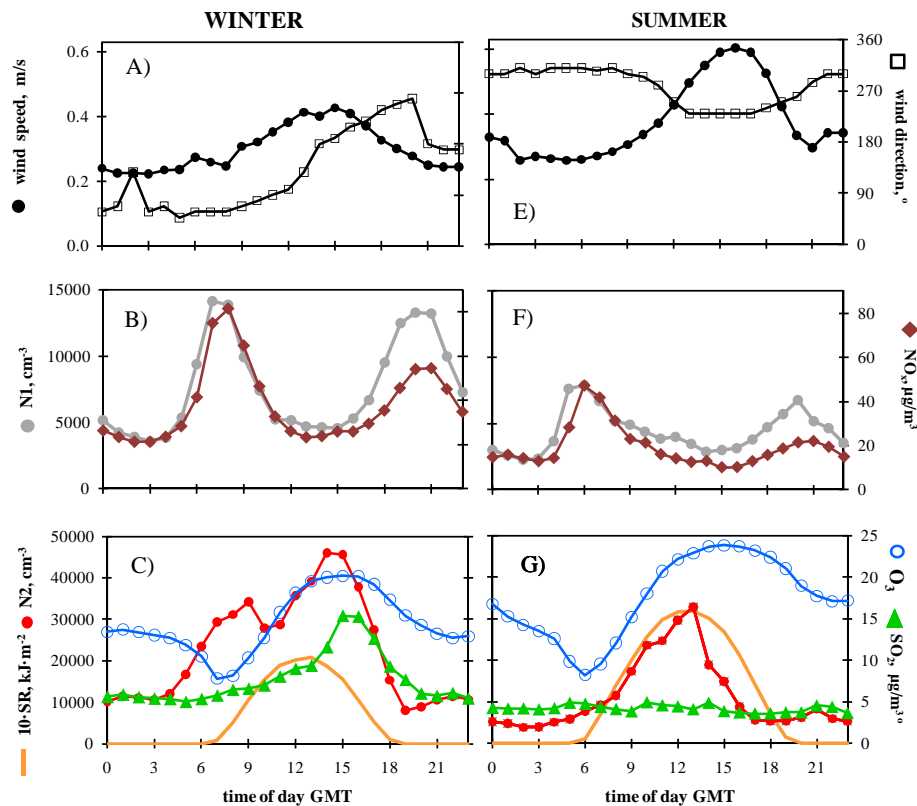 WINTER
SUMMER
A)
0.6
0.4
0.2
0.0
wind speed, m/s
E)
360
270
180
90
0
wind direction, °
B)
15000
10000
5000
0
N1, cm-3
F)
80
60
40
20
0
NOx, µg/m3
C)
50000
40000
30000
20000
10000
0
10·SR, kJ·m-2 N2, cm-3
G)
25
20
15
10
5
0
SO2, µg/m3 ° O3
0 3 6 9 12 15 18 21
0 3 6 9 12 15 18 21
time of day GMT
time of day GMT